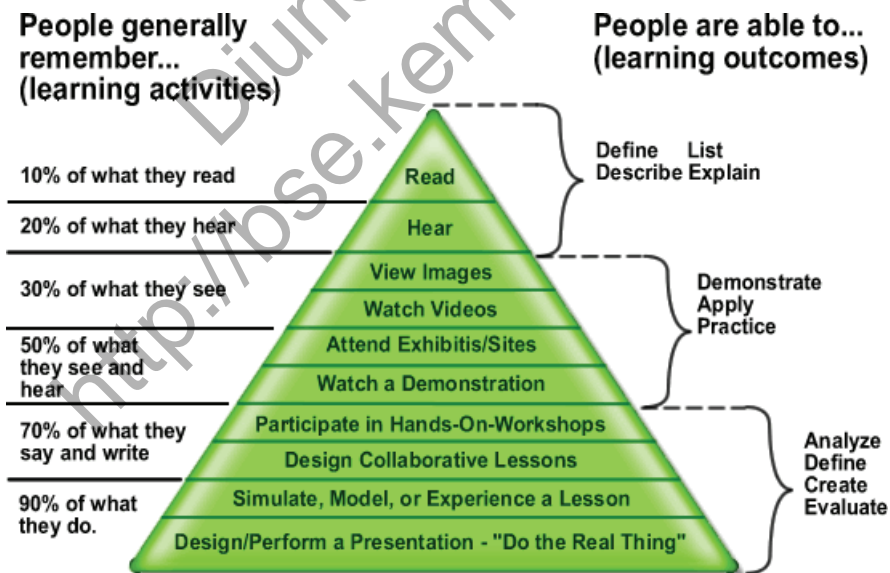 People generally
remember...
(learning activities)
People are able to...
(learning outcomes)
10% of what they read
20% of what they hear
30% of what they see
50% of what
they see and
hear
70% of what they
say and write
90% of what
they do.
Read
Hear
View Images
Watch Videos
Attend Exhibitis/Sites
Watch a Demonstration
Participate in Hands-On-Workshops
Design Collaborative Lessons
Simulate, Model, or Experience a Lesson
Design/Perform a Presentation - "Do the Real Thing"
Define List
Describe Explain
Demonstrate
Apply
Practice
Analyze
Define
Create
Evaluate
http://bse.kem